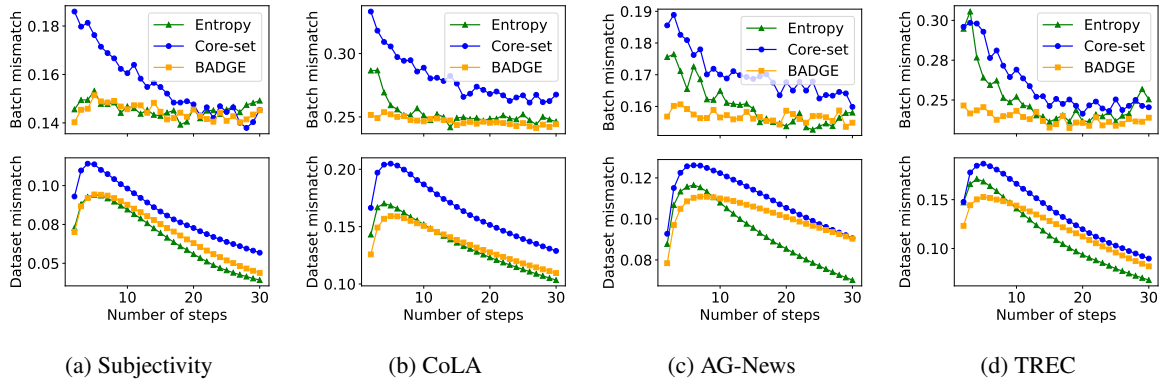 Batch mismatch
0.18
0.16
0.14
Entropy
Core-set
BADGE
Batch mismatch
0.30
0.25
Entropy
Core-set
BADGE
Batch mismatch
0.19
0.18
0.17
0.16
Entropy
Core-set
BADGE
Batch mismatch
0.30
0.28
0.25
Entropy
Core-set
BADGE
Dataset mismatch
0.10
0.08
0.05
10 20 30
Number of steps
Dataset mismatch
0.20
0.15
0.10
10 20 30
Number of steps
Dataset mismatch
0.12
0.10
0.08
10 20 30
Number of steps
Dataset mismatch
0.15
0.10
10 20 30
Number of steps
(a) Subjectivity
(b) CoLA
(c) AG-News
(d) TREC